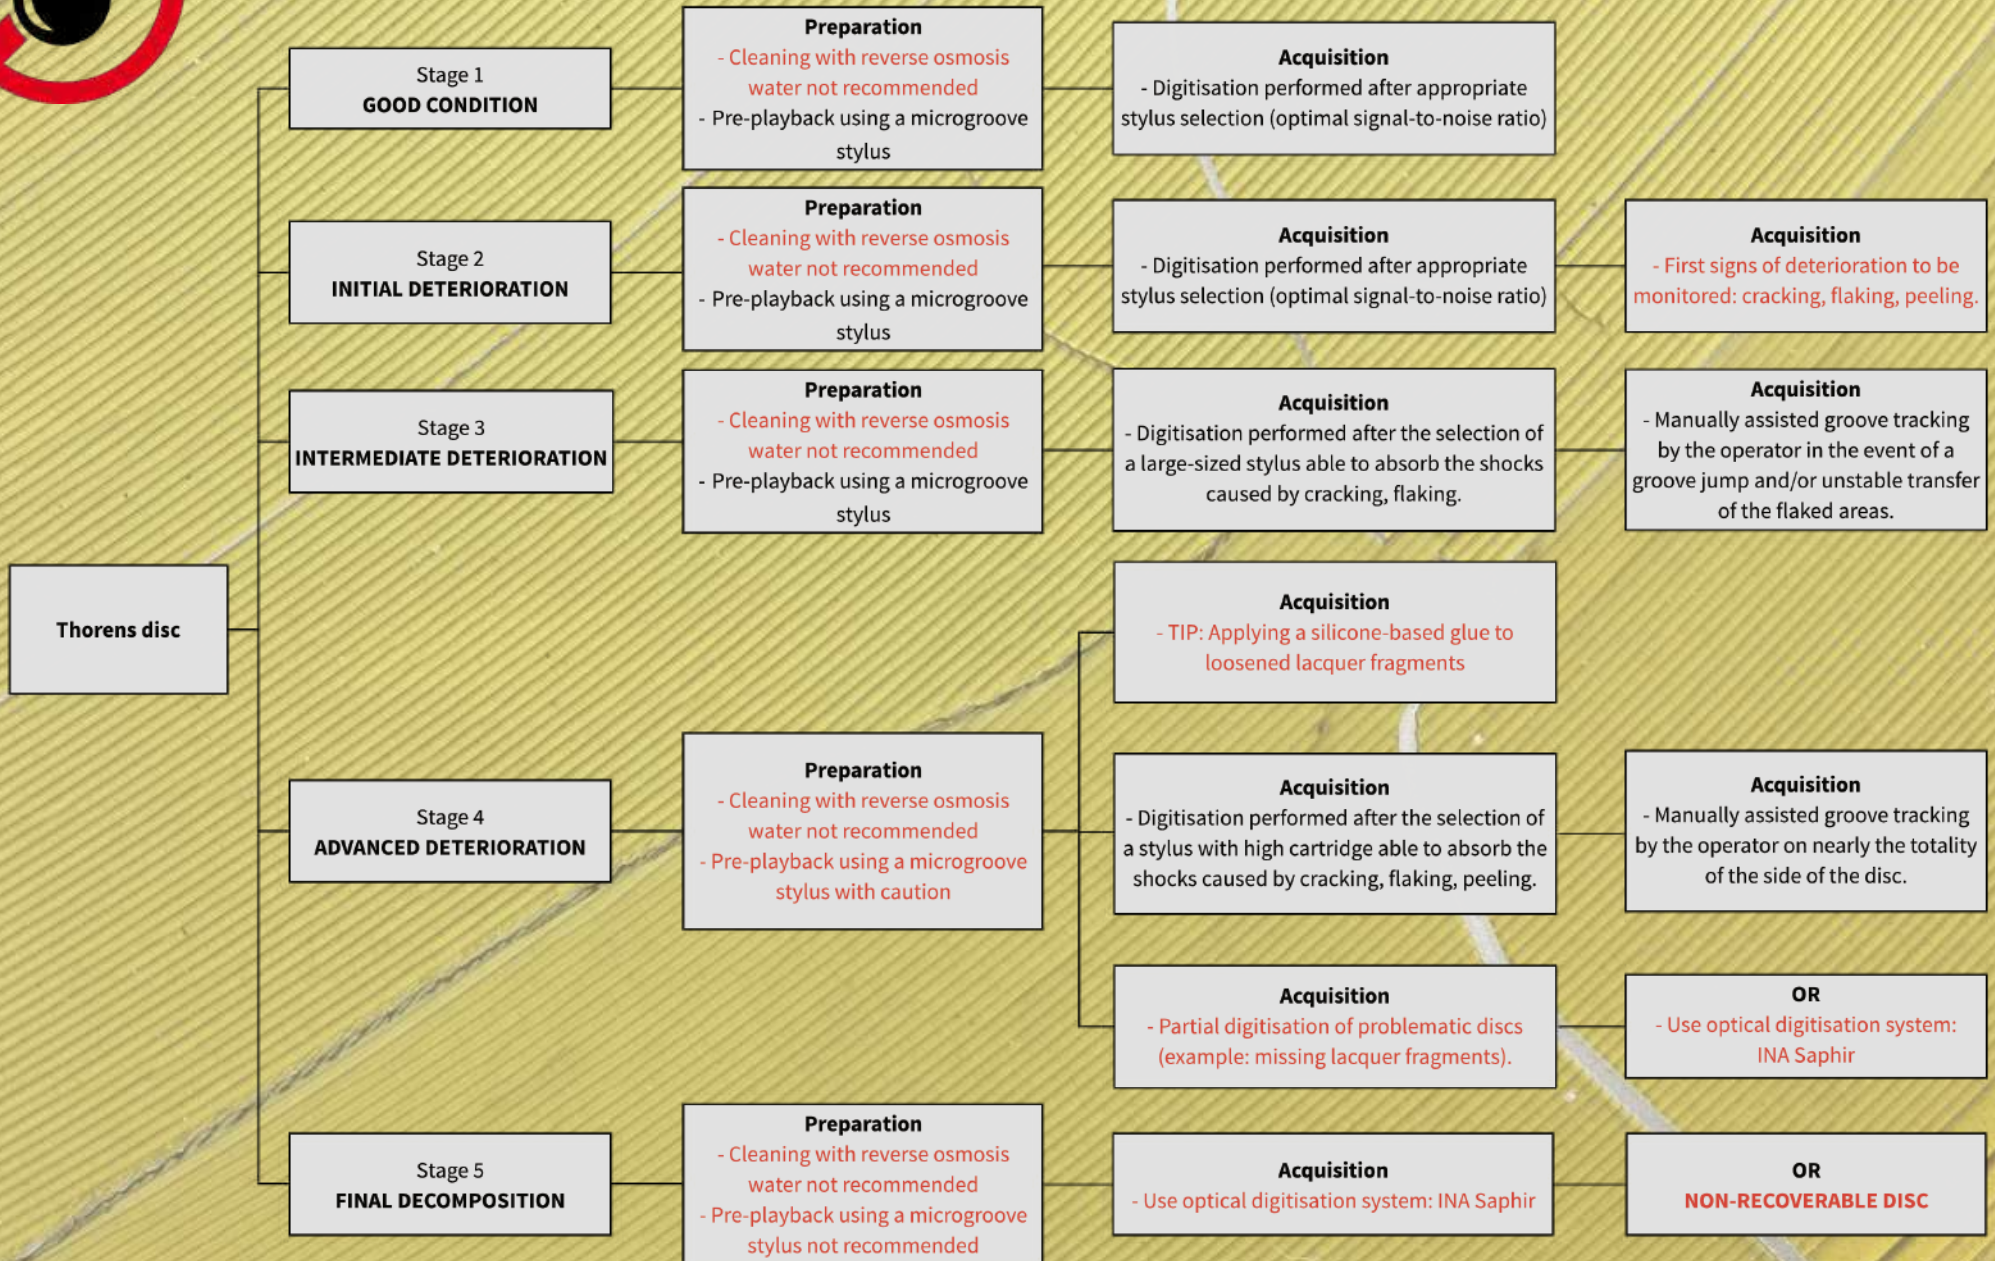 Stage 1
GOOD CONDITION
Preparation
- Cleaning with reverse osmosis
water not recommended
- Pre-playback using a microgroove
stylus
Acquisition
- Digitisation performed after appropriate
stylus selection (optimal signal-to-noise ratio)
Stage 2
INITIAL DETERIORATION
Preparation
- Cleaning with reverse osmosis
water not recommended
- Pre-playback using a microgroove
stylus
Acquisition
- Digitisation performed after appropriate
stylus selection (optimal signal-to-noise ratio)
Acquisition
- First signs of deterioration to be
monitored: cracking, flaking, peeling.
Stage 3
INTERMEDIATE DETERIORATION
Preparation
- Cleaning with reverse osmosis
water not recommended
- Pre-playback using a microgroove
stylus
Acquisition
- Digitisation performed after the selection of
a large-sized stylus able to absorb the shocks
caused by cracking, flaking.
Acquisition
- Manually assisted groove tracking
by the operator in the event of a
groove jump and/or unstable transfer
of the flaked areas.
Thorens disc
Stage 4
ADVANCED DETERIORATION
Preparation
- Cleaning with reverse osmosis
water not recommended
- Pre-playback using a microgroove
stylus with caution
Acquisition
- TIP: Applying a silicone-based glue to
loosened lacquer fragments
Acquisition
- Digitisation performed after the selection of
a stylus with high cartridge able to absorb the
shocks caused by cracking, flaking, peeling.
Acquisition
- Manually assisted groove tracking
by the operator on nearly the totality
of the side of the disc.
Acquisition
- Partial digitisation of problematic discs
(example: missing lacquer fragments).
OR
- Use optical digitisation system:
INA Saphir
Stage 5
FINAL DECOMPOSITION
Preparation
- Cleaning with reverse osmosis
water not recommended
- Pre-playback using a microgroove
stylus not recommended
Acquisition
- Use optical digitisation system: INA Saphir
OR
NON-RECOVERABLE DISC